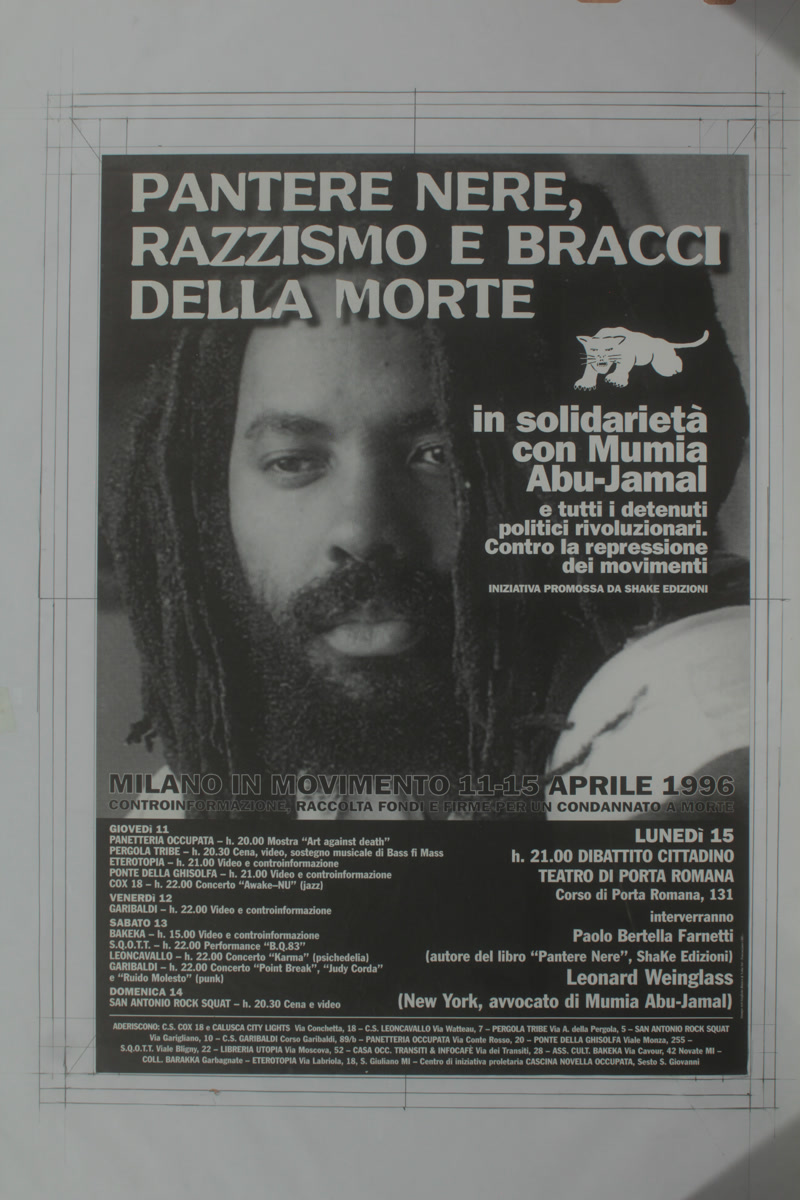 PANTERE NERE,
RAZZISMO E BRACCI
DELLA MORTE
in solidarietà
con Mumia
Abu-Jamal
e tutti i detenuti
politici rivoluzionari.
Contro la repressione
dei movimenti
INIZIATIVA PROMOSSA DA SHAKE EDIZIONI
MILANO IN MOVIMENTO 11-15 APRILE 1996
CONTROINFORMAZIONE, RACCOLTA FONDI E FIRME PER UN CONDANNATO A MORTE
GIOVEDì 11
PANETTERIA OCCUPATA – h. 20.00 Mostra “Art against death”
PERGOLA TRIBE – h. 20.30 Cena, video, sostegno musicale di Bass fi Mass
ETEROTOPIA – h. 21.00 Video e controinformazione
PONTE DELLA GHISOLFA – h. 21.00 Video e controinformazione
COX 18 – h. 22.00 Concerto “Awake–NU” (jazz)
VENERDì 12
GARIBALDI – h. 22.00 Video e controinformazione
SABATO 13
BAKEKA – h. 15.00 Video e controinformazione
S.Q.O.T.T. – h. 22.00 Performance “B.Q.83”
LEONCAVALLO – h. 22.00 Concerto “Karma” (psichedelia)
GARIBALDI – h. 22.00 Concerto “Point Break”, “Judy Corda”
e “Ruido Molesto” (punk)
DOMENICA 14
SAN ANTONIO ROCK SQUAT – h. 20.30 Cena e video
LUNEDì 15
h. 21.00 DIBATTITO CITTADINO
TEATRO DI PORTA ROMANA
Corso di Porta Romana, 131
interverranno
Paolo Bertella Farnetti
(autore del libro “Pantere Nere”, ShaKe Edizioni)
Leonard Weinglass
(New York, avvocato di Mumia Abu-Jamal)
ADERISCONO: C.S. COX 18 e CALUSCA CITY LIGHTS Via Conchetta, 18 – C.S. LEONCAVALLO Via Watteau, 7 – PERGOLA TRIBE Via A. della Pergola, 5 – SAN ANTONIO ROCK SQUAT
Via Garigliano, 10 – C.S. GARIBALDI Corso Garibaldi, 89/b – PANETTERIA OCCUPATA Via Conte Rosso, 20 – PONTE DELLA GHISOLFA Viale Monza, 255 –
S.Q.O.T.T. Viale Bligny, 22 – LIBRERIA UTOPIA Via Moscova, 52 – CASA OCC. TRANSITI & INFOCAFÈ Via dei Transiti, 28 – ASS. CULT. BAKEKA Via Cavour, 42 Novate MI –
COLL. BARAKKA Garbagnate – ETEROTOPIA Via Labriola, 18, S. Giuliano MI – Centro di iniziativa proletaria CASCINA NOVELLA OCCUPATA, Sesto S. Giovanni